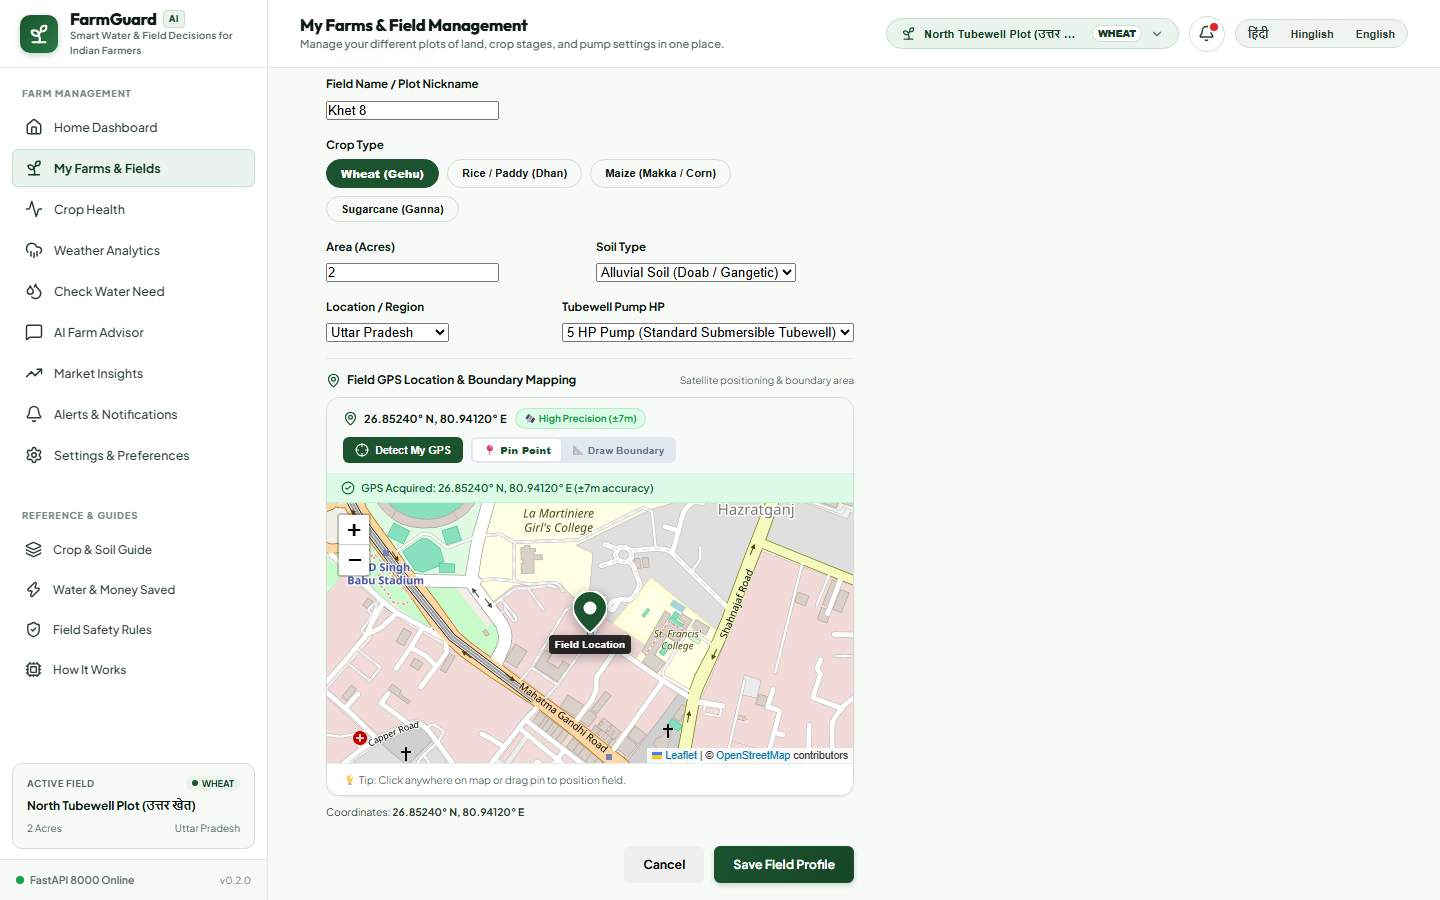 FarmGuard AI
Smart Water & Field Decisions for
Indian Farmers
FARM MANAGEMENT
Home Dashboard
My Farms & Fields
Crop Health
Weather Analytics
Check Water Need
AI Farm Advisor
Market Insights
Alerts & Notifications
Settings & Preferences
REFERENCE & GUIDES
Crop & Soil Guide
Water & Money Saved
Field Safety Rules
How It Works
ACTIVE FIELD
WHEAT
North Tubewell Plot (उत्तर खेत)
2 Acres
Uttar Pradesh
FastAPI 8000 Online
v0.2.0
My Farms & Field Management
Manage your different plots of land, crop stages, and pump settings in one place.
North Tubewell Plot (उत्तर ...
WHEAT
हिंदी
Hinglish
English
Field Name / Plot Nickname
Khet 8
Crop Type
Wheat (Gehu)
Rice / Paddy (Dhan)
Maize (Makka / Corn)
Sugarcane (Ganna)
Area (Acres)
Soil Type
2
Alluvial Soil (Doab / Gangetic)
Location / Region
Tubewell Pump HP
Uttar Pradesh
5 HP Pump (Standard Submersible Tubewell)
Field GPS Location & Boundary Mapping
Satellite positioning & boundary area
26.85240° N, 80.94120° E
High Precision (±7m)
Detect My GPS
Pin Point
Draw Boundary
GPS Acquired: 26.85240° N, 80.94120° E (±7m accuracy)
+
−
La Martiniere
Girl's College
Hazratganj
D Singh
Babu Stadium
Shahnajaf Road
St. Francis'
College
Field Location
Mahatma Gandhi Road
Capper Road
Leaflet | © OpenStreetMap contributors
Tip: Click anywhere on map or drag pin to position field.
Coordinates: 26.85240° N, 80.94120° E
Cancel
Save Field Profile